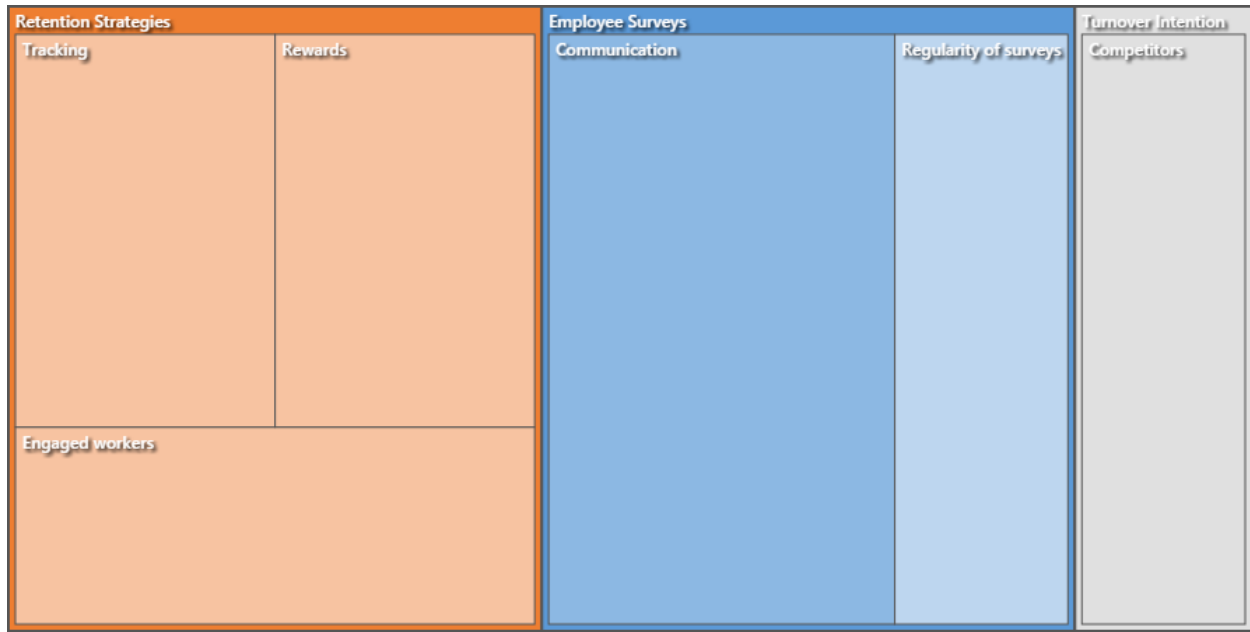 Retention Strategies
Tracking
Rewards
Engaged workers
Employee Surveys
Communication
Regularity of surveys
Turnover Intention
Competitors